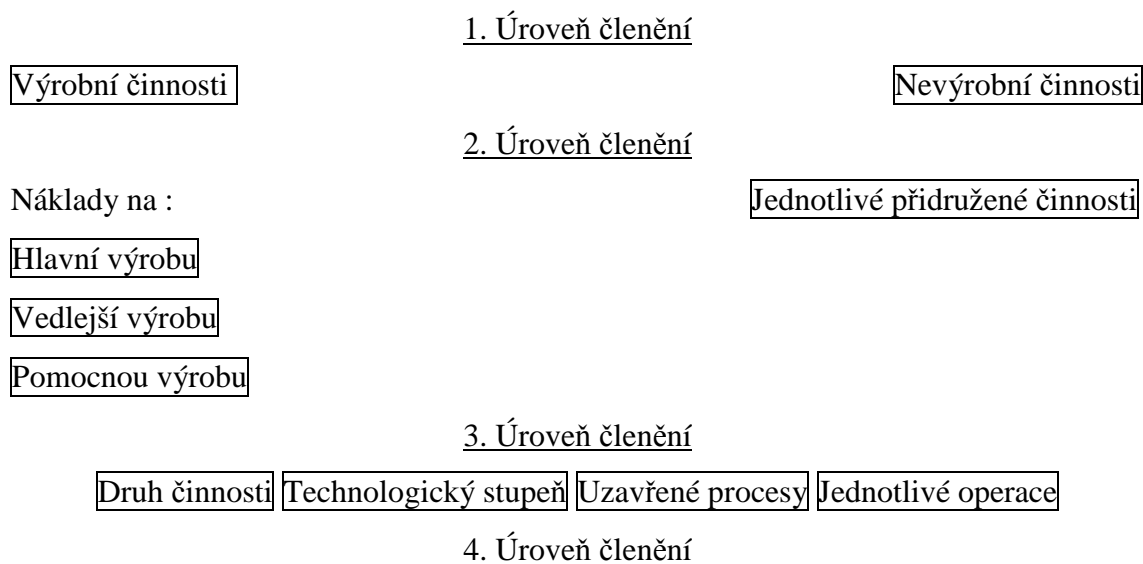 1. Úroveň členění
Výrobní činnosti Nevýrobní činnosti
2. Úroveň členění
Náklady na : Jednotlivé přidružené činnosti
Hlavní výrobu
Vedlejší výrobu
Pomocnou výrobu
3. Úroveň členění
Druh činnosti Technologický stupeň Uzavřené procesy Jednotlivé operace
4. Úroveň členění